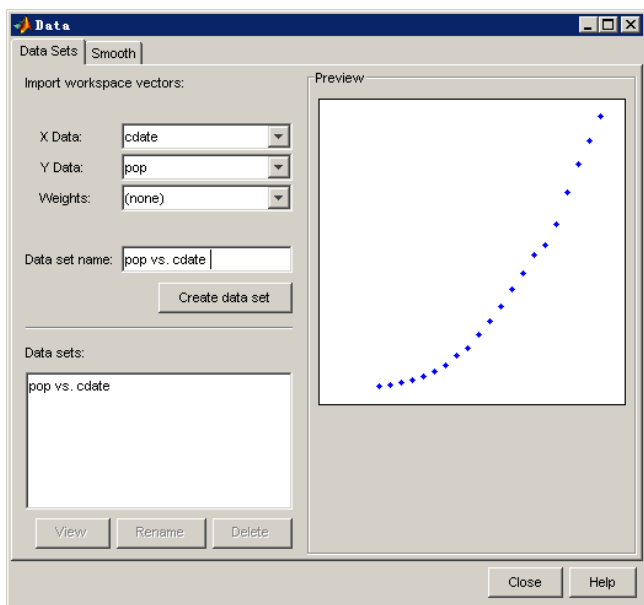 Data
Data Sets Smooth
Import workspace vectors:
X Data: cdate
Y Data: pop
Weights: (none)
Data set name: pop vs. cdate
Create data set
Data sets:
pop vs. cdate
View Rename Delete
Preview
Close Help